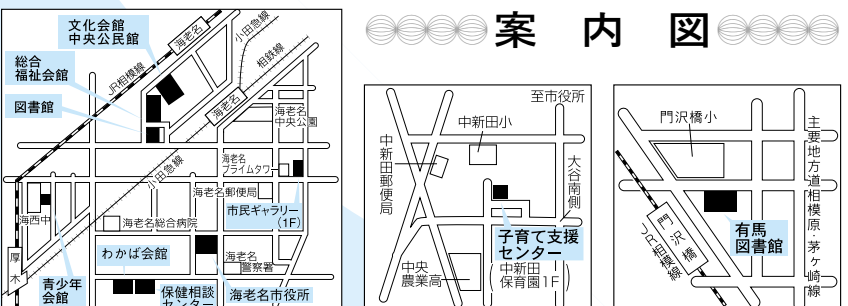 案内図
文化会館
中央公民館
海老名
小田急線
相鉄線
総合
福祉会館
JR相模線
図書館
海老名
海老名
中央公園
小田急線
海老名
プライムタワー
海老名郵便局
海西中
市民ギャラリー
（1F）
海老名総合病院
厚木
わかば会館
海老名
警察署
青少年
会館
保健相談
センター
海老名市役所
至市役所
中新田小
中新田郵便局
大谷南側
子育て支援
センター
中央
農業高
（中新田
保育園1F）
門沢橋小
主要地方道相模原・茅ヶ崎線
門沢橋
JR相模線
有馬
図書館